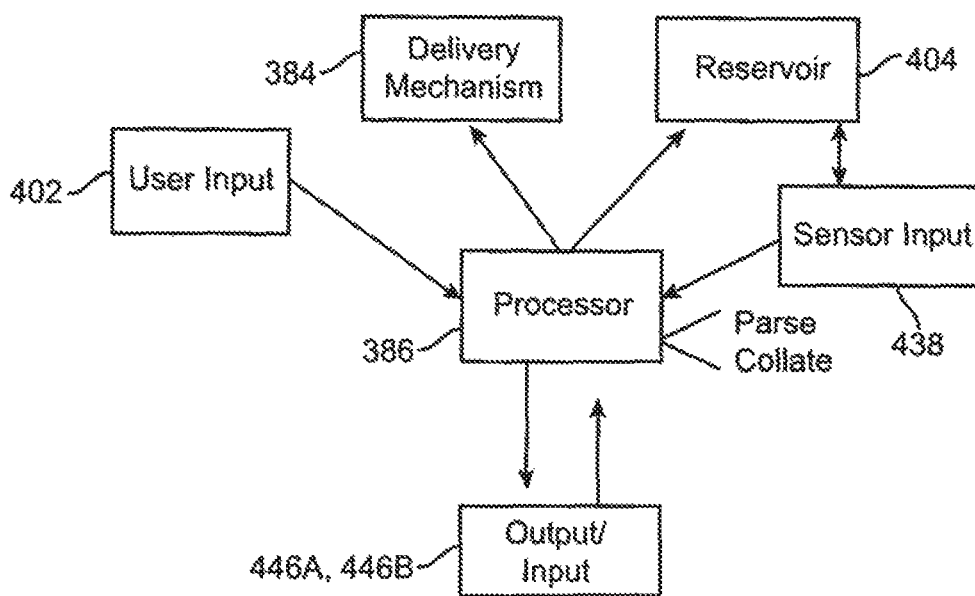 384
Delivery
Mechanism
Reservoir
404
402
User Input
Sensor Input
438
Processor
386
Parse
Collate
446A, 446B
Output/
Input